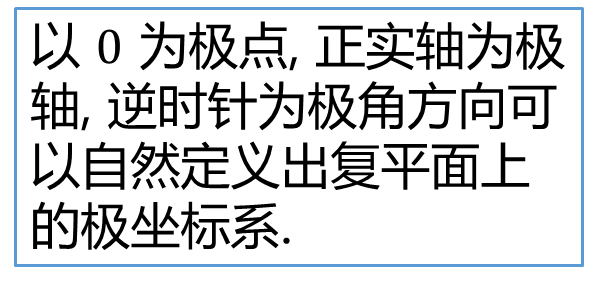 以 0 为极点, 正实轴为极
轴, 逆时针为极角方向可
以自然定义出复平面上
的极坐标系.